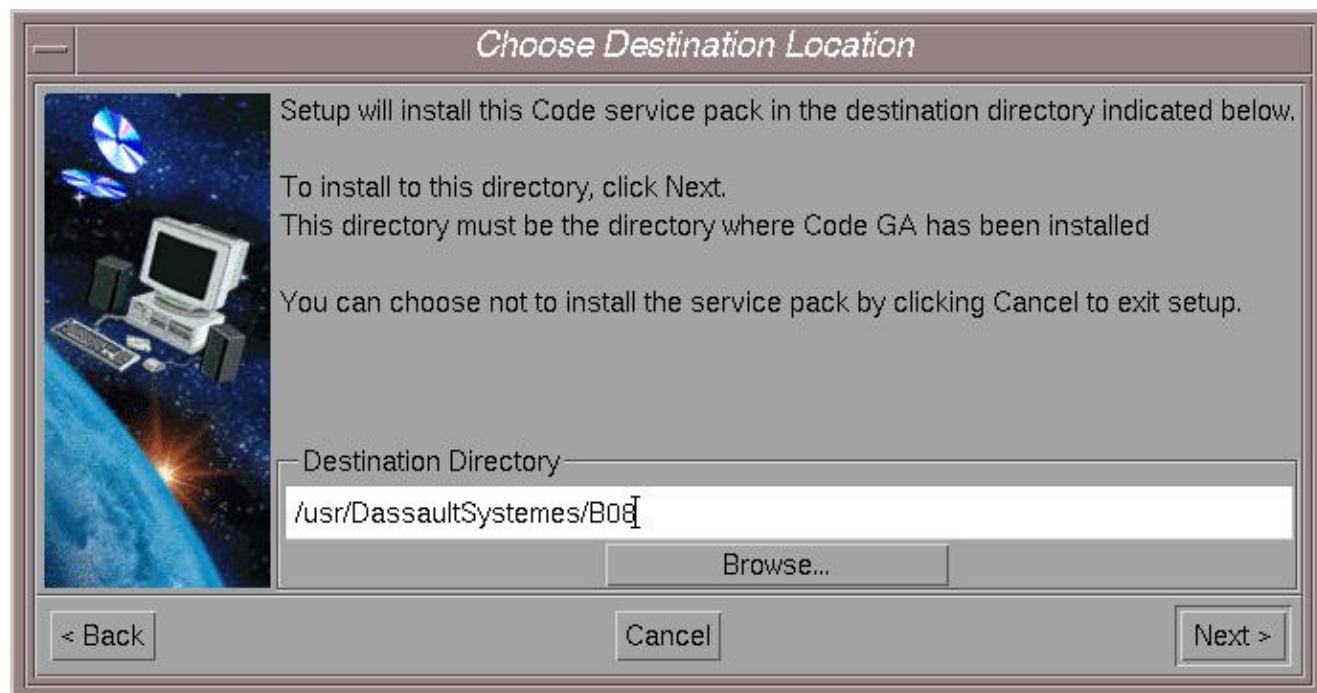 Choose Destination Location
Setup will install this Code service pack in the destination directory indicated below.
To install to this directory, click Next.
This directory must be the directory where Code GA has been installed
You can choose not to install the service pack by clicking Cancel to exit setup.
Destination Directory
/usr/DassaultSystemes/B08
Browse...
< Back
Cancel
Next >